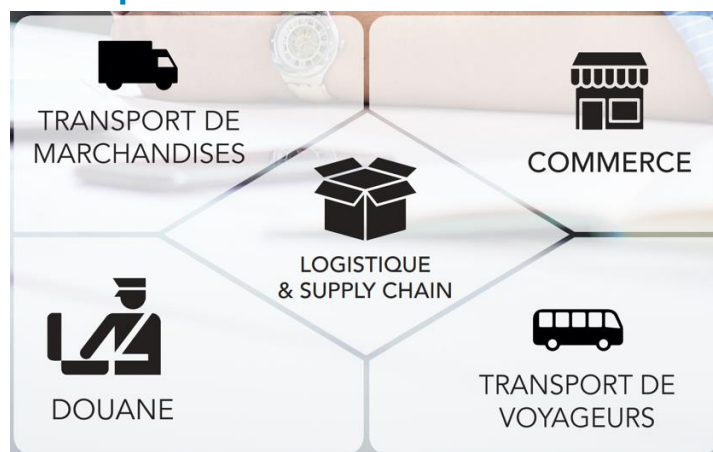 TRANSPORT DE
MARCHANDISES
COMMERCE
LOGISTIQUE
& SUPPLY CHAIN
DOUANE
TRANSPORT DE
VOYAGEURS